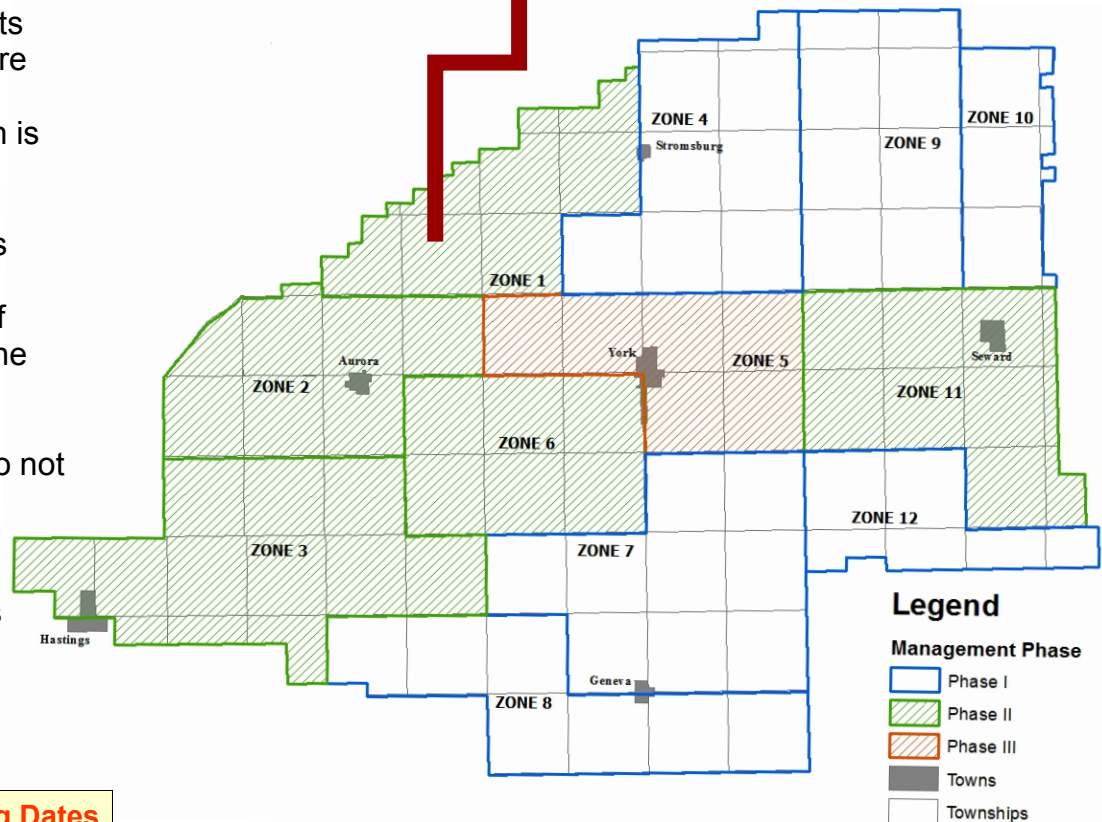 ts
re
n is
s
f
ne
o not
s
g Dates
ZONE 4
ZONE 10
Stromsburg
ZONE 9
ZONE 1
York
ZONE 5
Seward
Aurora
ZONE 2
ZONE 11
ZONE 6
ZONE 12
ZONE 3
ZONE 7
Hastings
Geneva
ZONE 8
Legend
Management Phase
Phase I
Phase II
Phase III
Towns
Townships